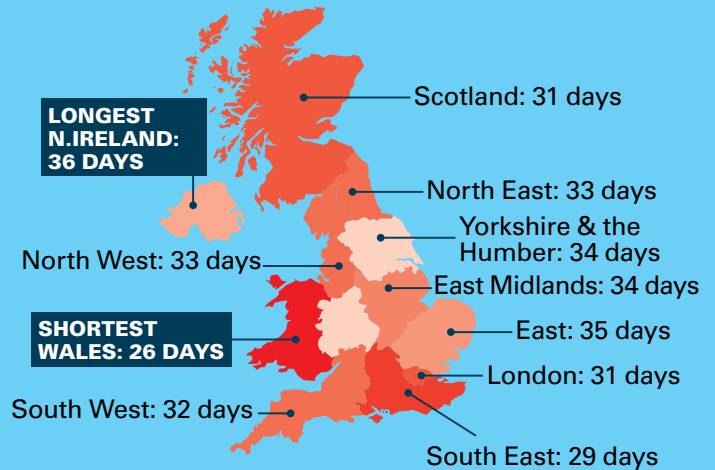 Scotland: 31 days
LONGEST
N.IRELAND:
36 DAYS
North East: 33 days
Yorkshire & the
Humber: 34 days
North West: 33 days
East Midlands: 34 days
SHORTEST
WALES: 26 DAYS
East: 35 days
London: 31 days
South West: 32 days
South East: 29 days